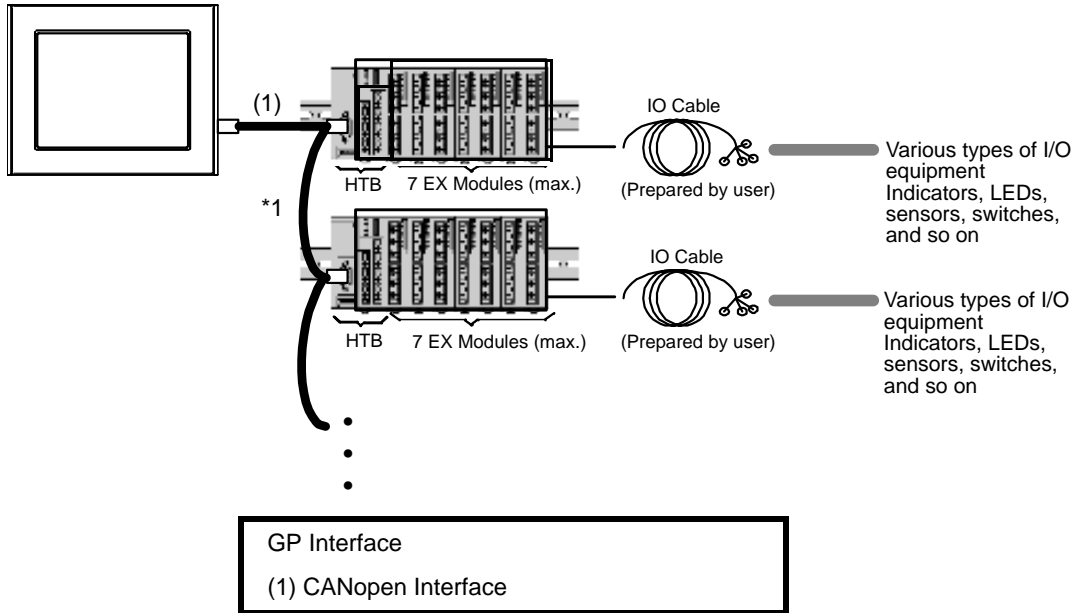 (1)
IO Cable
HTB
7 EX Modules (max.)
(Prepared by user)
Various types of I/O
equipment
Indicators, LEDs,
sensors, switches,
and so on
*1
IO Cable
HTB
7 EX Modules (max.)
(Prepared by user)
Various types of I/O
equipment
Indicators, LEDs,
sensors, switches,
and so on
GP Interface
(1) CANopen Interface